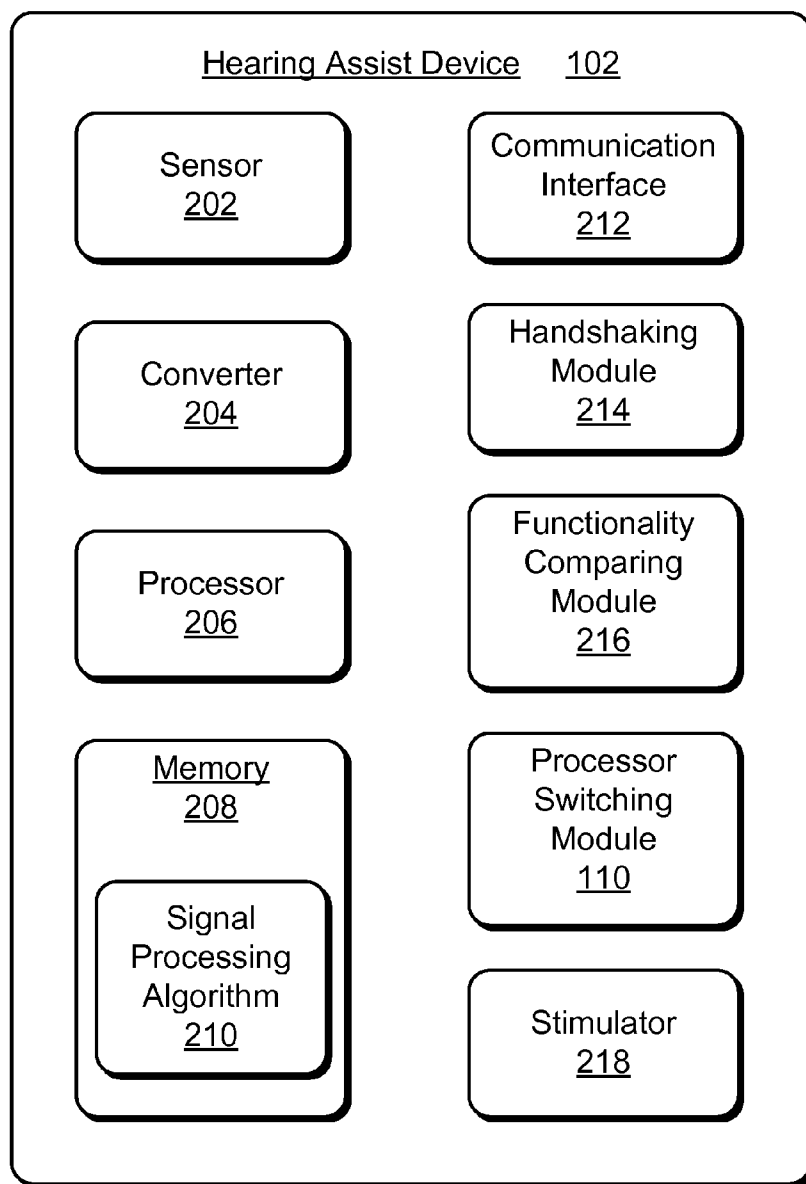 Hearing Assist Device 102
Sensor
202
Converter
204
Processor
206
Memory
208
Signal
Processing
Algorithm
210
Communication
Interface
212
Handshaking
Module
214
Functionality
Comparing
Module
216
Processor
Switching
Module
110
Stimulator
218